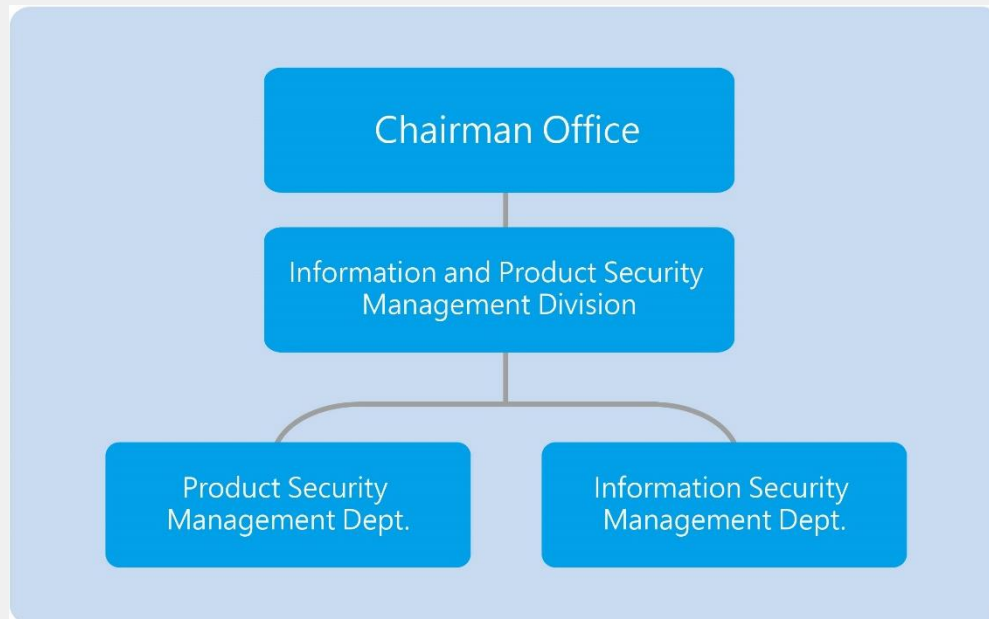 Chairman Office
Information and Product Security
Management Division
Product Security
Management Dept.
Information Security
Management Dept.